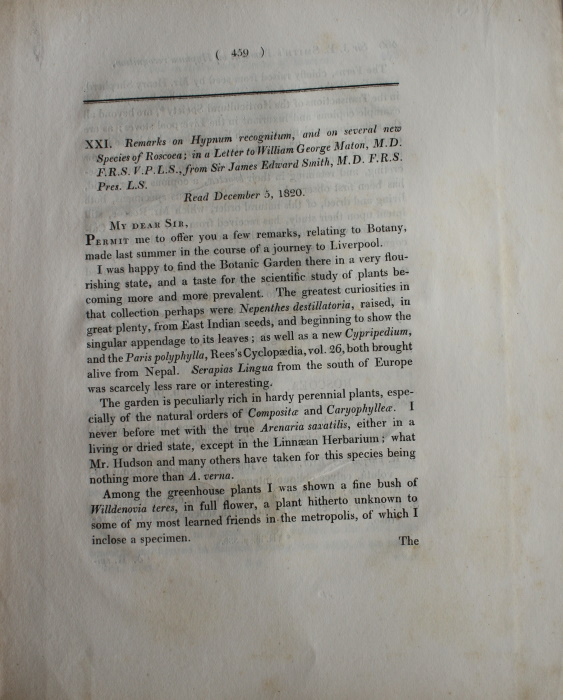 ( 459 )
XXI. Remarks on Hypnum recognitum, and on several new
Species of Roscoea; in a Letter to William George Maton, M.D.
F.R.S. V.P.L.S., from Sir James Edward Smith, M.D. F.R.S.
Pres. L.S.
Read December 5, 1820.
MY DEAR SIR,
PERMIT me to offer you a few remarks, relating to Botany,
made last summer in the course of a journey to Liverpool.
I was happy to find the Botanic Garden there in a very flou-
rishing state, and a taste for the scientific study of plants be-
coming more and more prevalent. The greatest curiosities in
that collection perhaps were Nepenthes destillatoria, raised, in
great plenty, from East Indian seeds, and beginning to show the
singular appendage to its leaves; as well as a new Cypripedium,
and the Paris polyphylla, Rees's Cyclopædia, vol. 26, both brought
alive from Nepal. Serapias Lingua from the south of Europe
was scarcely less rare or interesting.
The garden is peculiarly rich in hardy perennial plants, espe-
cially of the natural orders of Compositæ and Caryophylleæ. I
never before met with the true Arenaria saxatilis, either in a
living or dried state, except in the Linnæan Herbarium; what
Mr. Hudson and many others have taken for this species being
nothing more than A. verna.
Among the greenhouse plants I was shown a fine bush of
Willdenovia teres, in full flower, a plant hitherto unknown to
some of my most learned friends in the metropolis, of which I
inclose a specimen.
The